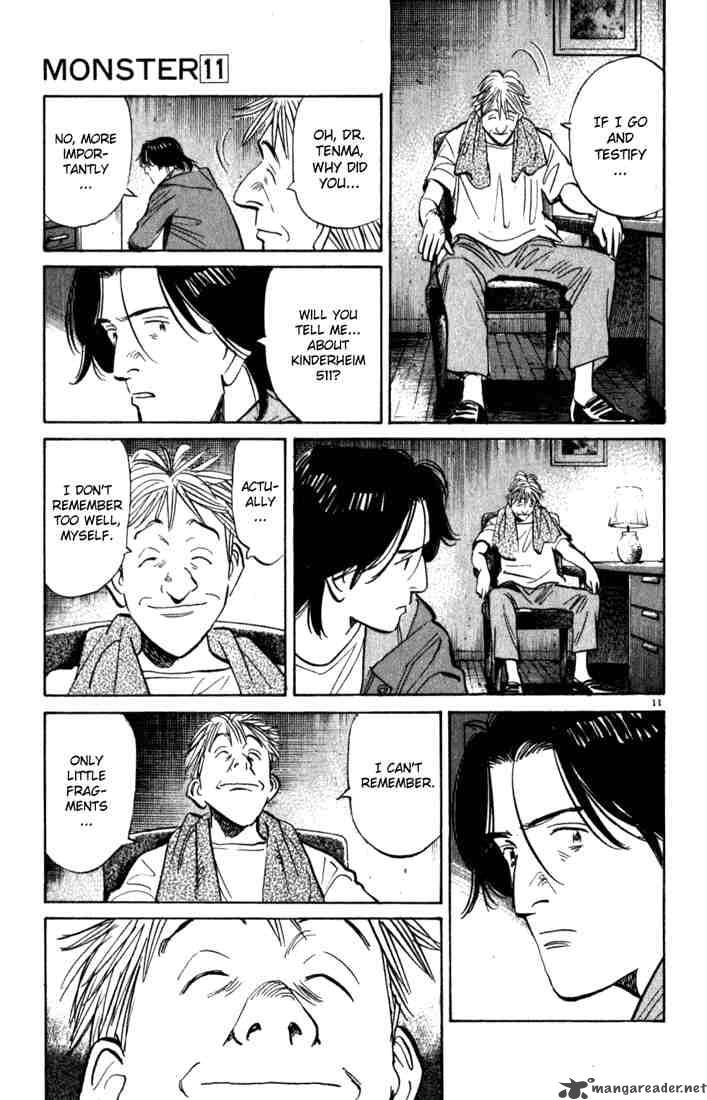 MONSTER 11
IF I GO
AND
TESTIFY
...
OH, DR.
TENMA,
WHY DID
YOU...
NO, MORE
IMPOR-
TANTLY
...
WILL YOU
TELL ME...
ABOUT
KINDERHEIM
511?
11
ACTU-
ALLY
...
I DON'T
REMEMBER
TOO WELL,
MYSELF.
I CAN'T
REMEMBER.
ONLY
LITTLE
FRAG-
MENTS
...
mangareader.net